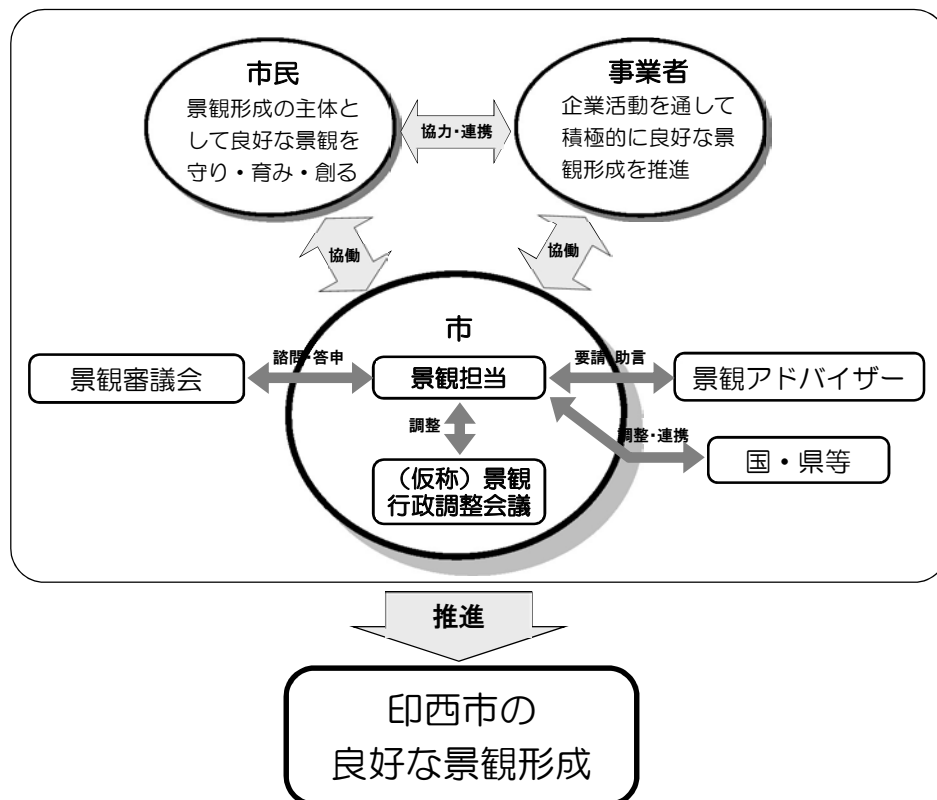 市民
景観形成の主体と
して良好な景観を
守り・育み・創る
協力・連携
事業者
企業活動を通して
積極的に良好な景
観形成を推進
協働
協働
市
景観審議会
諮問・答申
景観担当
要請・助言
景観アドバイザー
調整
調整・連携
国・県等
(仮称)景観
行政調整会議
推進
印西市の
良好な景観形成